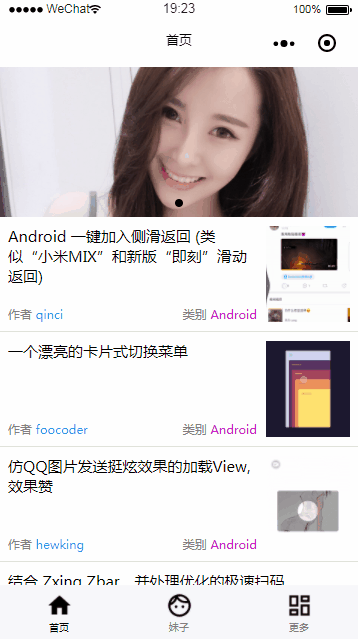 WeChat 19:23 100%
首页
Android 一键加入侧滑返回 (类
似“小米MIX”和新版“即刻”滑动
返回)
作者 qinci 类别 Android
一个漂亮的卡片式切换菜单
作者 foocoder 类别 Android
仿QQ图片发送挺炫效果的加载View,
效果赞
作者 hewking 类别 Android
结合 Zxing Zbar，并处理优化的极速扫码
首页 妹子 更多